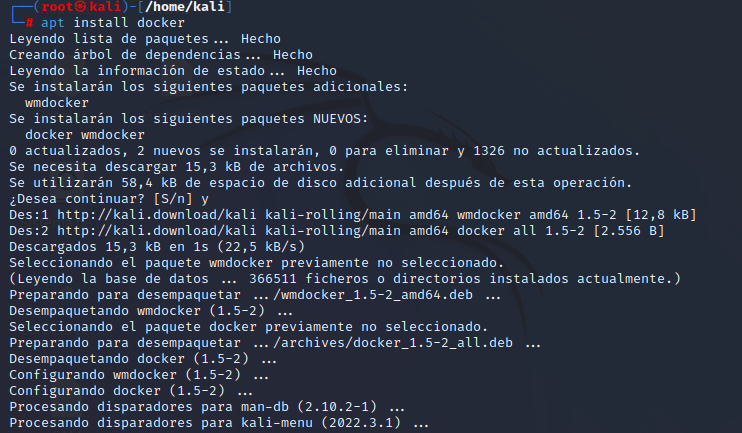 ┌──(root㉿kali)-[/home/kali]
└─# apt install docker
Leyendo lista de paquetes... Hecho
Creando árbol de dependencias... Hecho
Leyendo la información de estado... Hecho
Se instalarán los siguientes paquetes adicionales:
  wmdocker
Se instalarán los siguientes paquetes NUEVOS:
  docker wmdocker
0 actualizados, 2 nuevos se instalarán, 0 para eliminar y 1326 no actualizados.
Se necesita descargar 15,3 kB de archivos.
Se utilizarán 58,4 kB de espacio de disco adicional después de esta operación.
¿Desea continuar? [S/n] y
Des:1 http://kali.download/kali kali-rolling/main amd64 wmdocker amd64 1.5-2 [12,8 kB]
Des:2 http://kali.download/kali kali-rolling/main amd64 docker all 1.5-2 [2.556 B]
Descargados 15,3 kB en 1s (22,5 kB/s)
Seleccionando el paquete wmdocker previamente no seleccionado.
(Leyendo la base de datos ... 366511 ficheros o directorios instalados actualmente.)
Preparando para desempaquetar .../wmdocker_1.5-2_amd64.deb ...
Desempaquetando wmdocker (1.5-2) ...
Seleccionando el paquete docker previamente no seleccionado.
Preparando para desempaquetar .../archives/docker_1.5-2_all.deb ...
Desempaquetando docker (1.5-2) ...
Configurando wmdocker (1.5-2) ...
Configurando docker (1.5-2) ...
Procesando disparadores para man-db (2.10.2-1) ...
Procesando disparadores para kali-menu (2022.3.1) ...